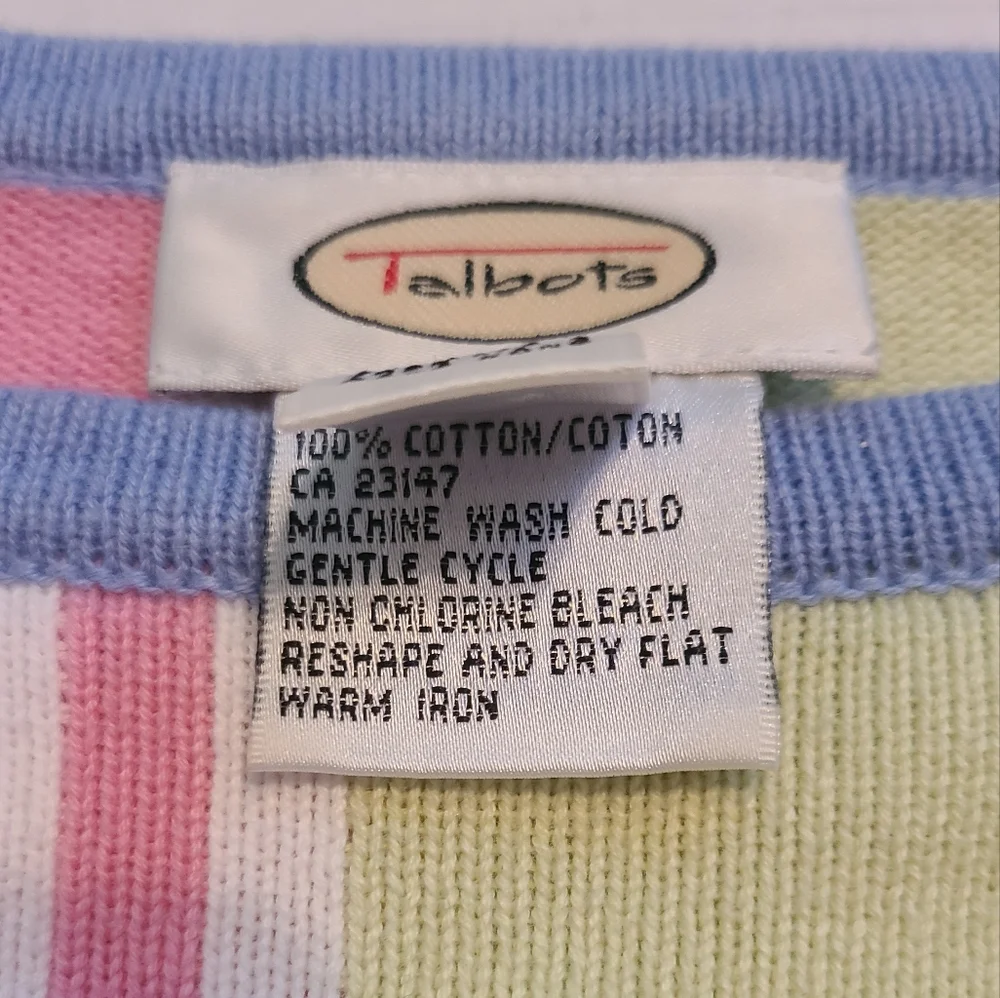 Talbots
100% COTTON/COTON
CA 23147
MACHINE WASH COLD
GENTLE CYCLE
NON CHLORINE BLEACH
RESHAPE AND DRY FLAT
WARM IRON